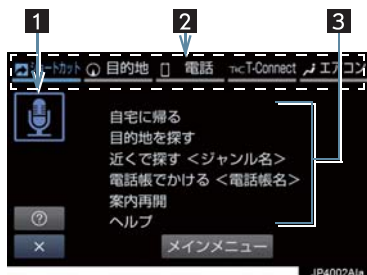 1 2 3
ショートカット 目的地 電話 T-Connect エアコン
自宅に帰る
目的地を探す
近くで探す <ジャンル名>
電話帳でかける <電話帳名>
案内再開
? ヘルプ
× メインメニュー
JP4002AIa